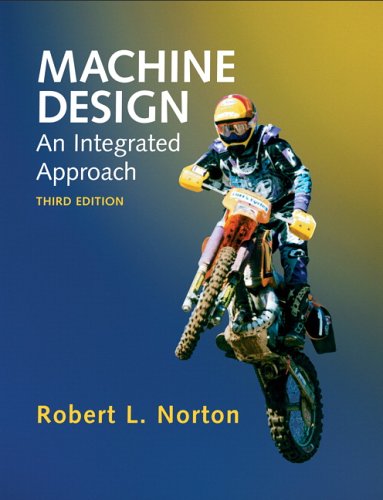 MACHINE
DESIGN
An Integrated
Approach
THIRD EDITION
Robert L. Norton